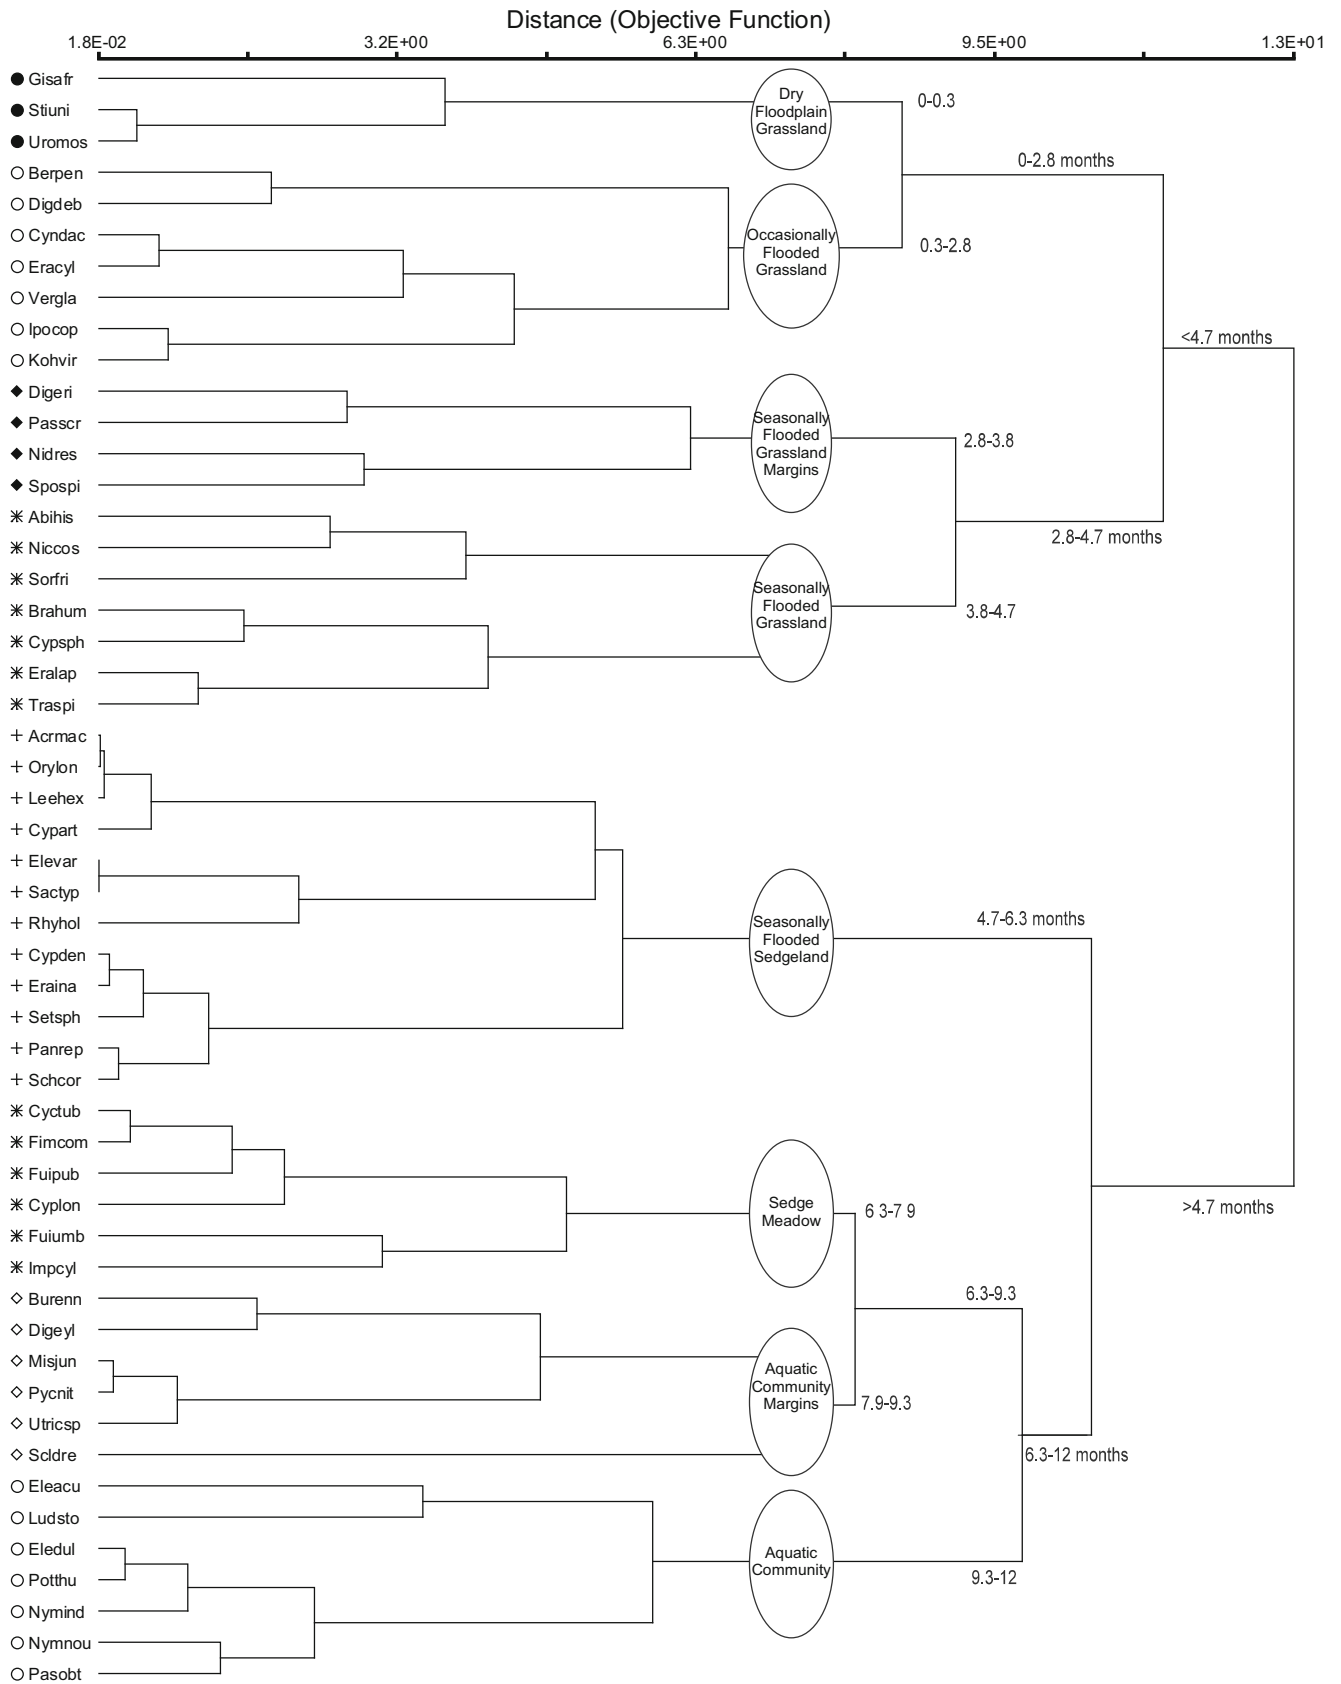 Distance (Objective Function)
1.8E-02 3.2E+00 6.3E+00 9.5E+00 1.3E+01
Gisafr
Stiuni
Uromos
Berpen
Digdeb
Cyndac
Eracyl
Vergla
Ipocop
Kohvir
Digeri
Passcr
Nidres
Spospi
Abihis
Niccos
Sorfri
Brahum
Cypsph
Eralap
Traspi
Acrmac
Orylon
Leehex
Cypart
Elevar
Sactyp
Rhyhol
Cypden
Eraina
Setsph
Panrep
Schcor
Cyctub
Fimcom
Fuipub
Cyplon
Fuiumb
Impcyl
Burenn
Digeyl
Misjun
Pycnit
Utricsp
Scldre
Eleacu
Ludsto
Eledul
Potthu
Nymind
Nymnou
Pasobt
Dry
Floodplain
Grassland
Occasionally
Flooded
Grassland
Seasonally
Flooded
Grassland
Margins
Seasonally
Flooded
Grassland
Seasonally
Flooded
Sedgeland
Sedge
Meadow
Aquatic
Community
Margins
Aquatic
Community
0-0.3
0-2.8 months
0.3-2.8
<4.7 months
2.8-3.8
2.8-4.7 months
3.8-4.7
4.7-6.3 months
>4.7 months
6 3-7 9
6.3-9.3
7.9-9.3
6.3-12 months
9.3-12